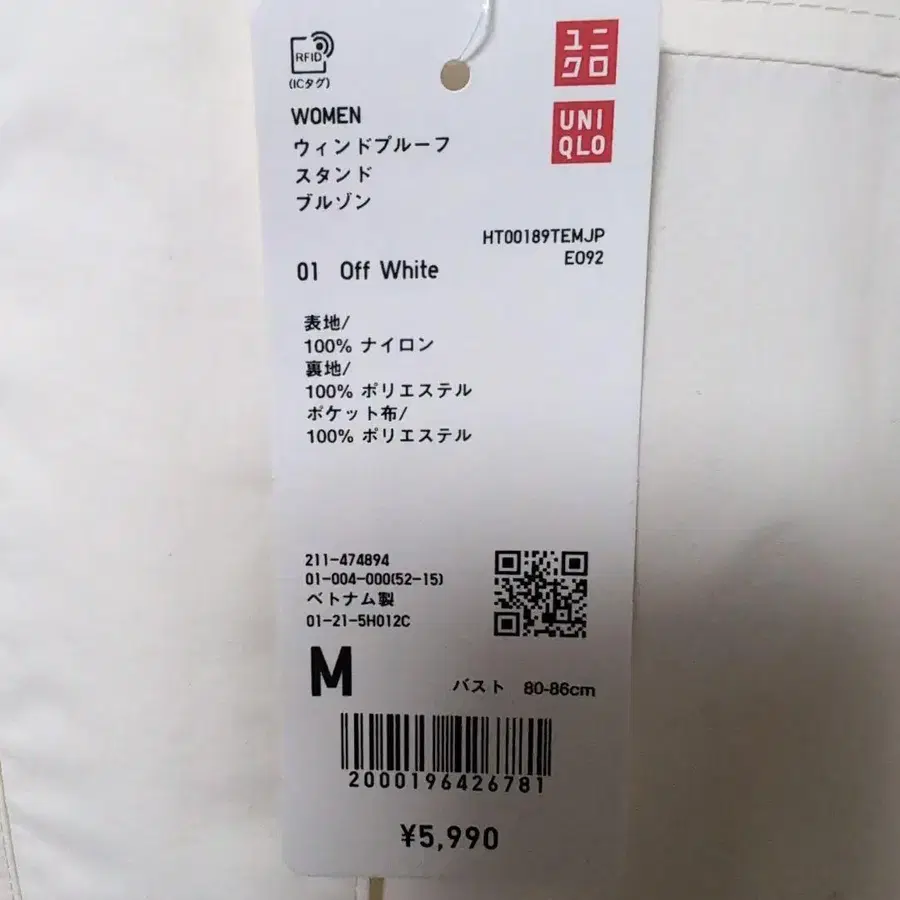 RFID
(ICタグ)
ユニ
クロ
UNI
QLO
WOMEN
ウィンドプルーフ
スタンド
ブルゾン
HT00189TEMJP
E092
01 Off White
表地/
100% ナイロン
裏地/
100% ポリエステル
ポケット布/
100% ポリエステル
211-474894
01-004-000(52-15)
ベトナム製
01-21-5H012C
M
バスト 80-86cm
2000196426781
¥5,990